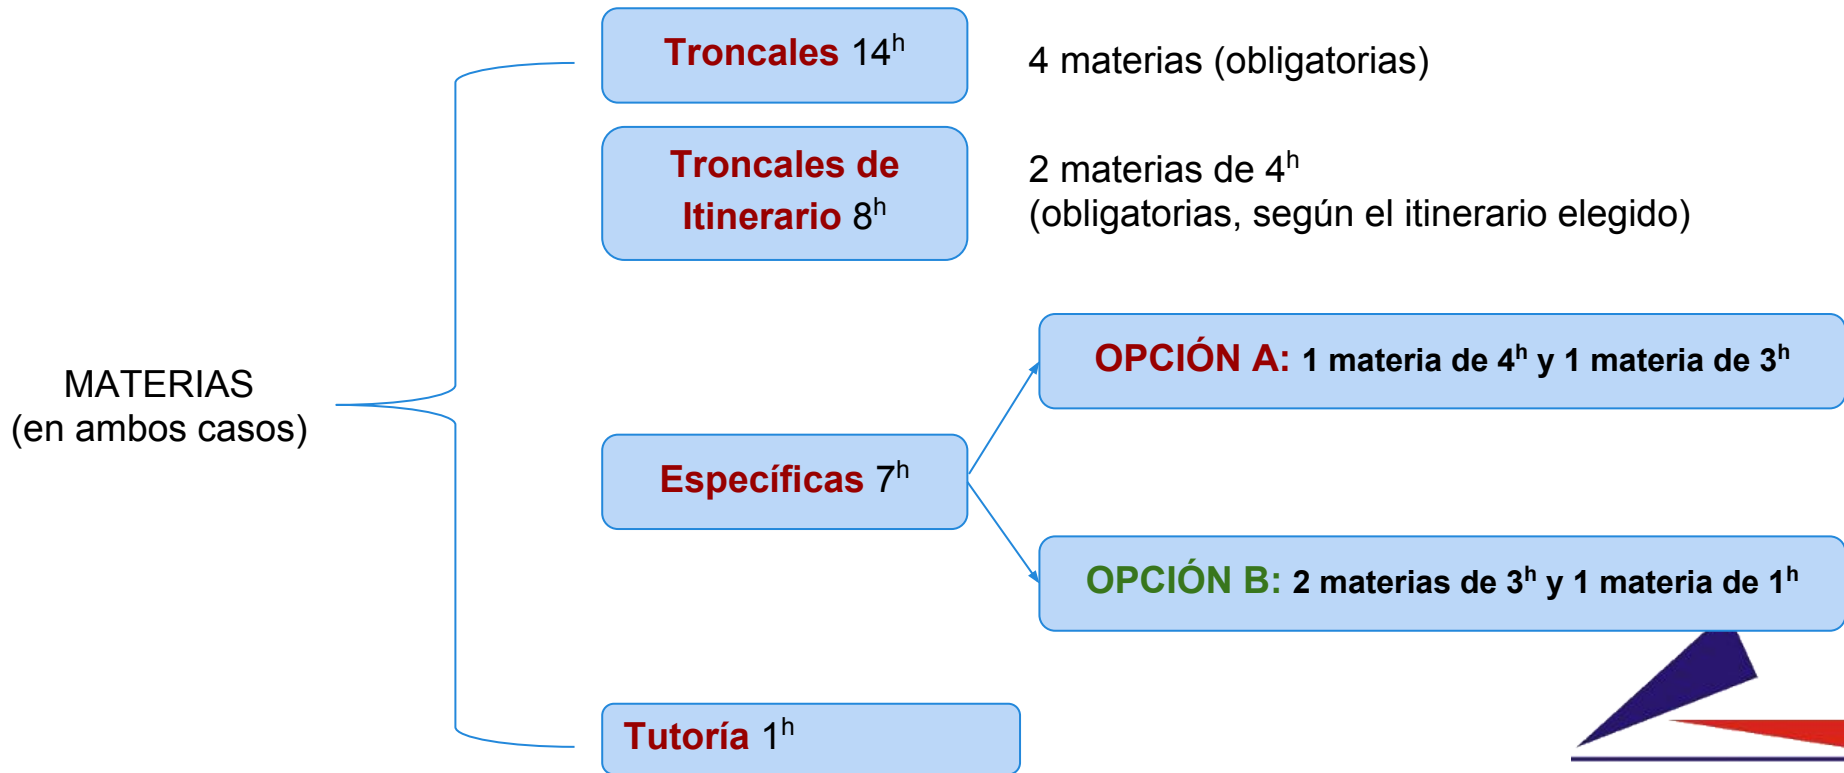 Troncales 14h
4 materias (obligatorias)
Troncales de
Itinerario 8h
2 materias de 4h
(obligatorias, según el itinerario elegido)
MATERIAS
(en ambos casos)
OPCIÓN A: 1 materia de 4h y 1 materia de 3h
Específicas 7h
OPCIÓN B: 2 materias de 3h y 1 materia de 1h
Tutoría 1h